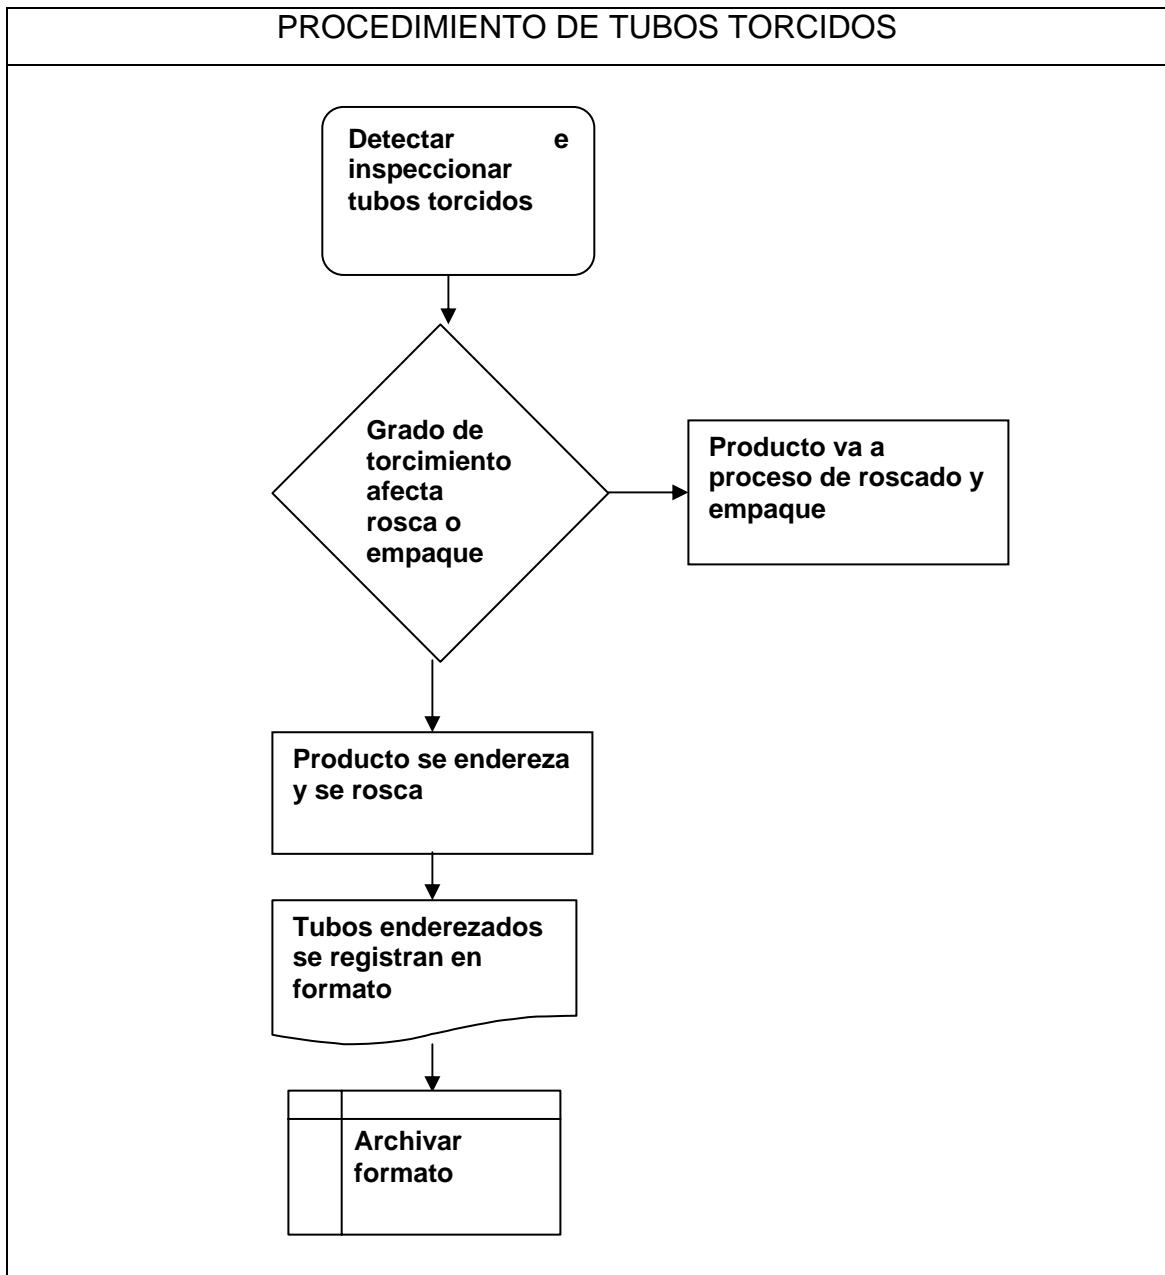 PROCEDIMIENTO DE TUBOS TORCIDOS
Detectar e
inspeccionar
tubos torcidos
Grado de
torcimiento
afecta
rosca o
empaque
Producto va a
proceso de roscado y
empaque
Producto se endereza
y se rosca
Tubos enderezados
se registran en
formato
Archivar
formato